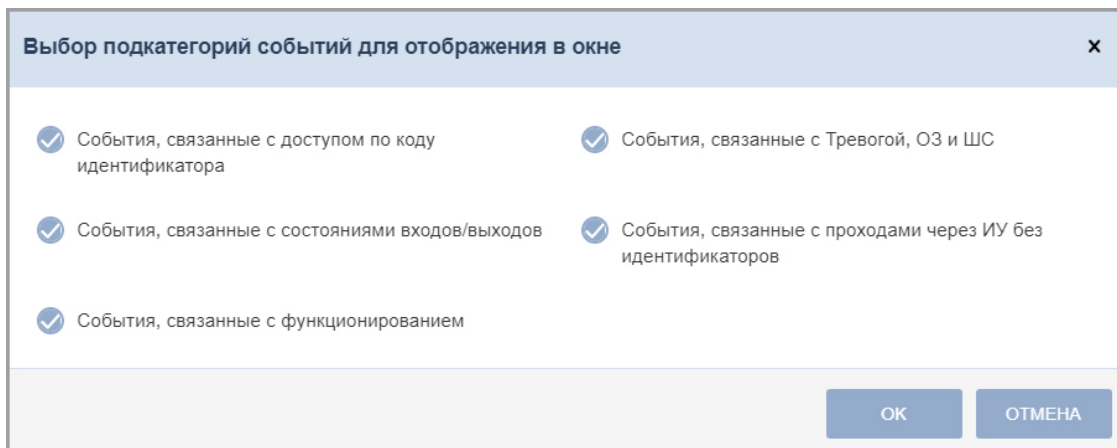 Выбор подкатегорий событий для отображения в окне
x
События, связанные с доступом по коду
идентификатора
События, связанные с Тревогой, ОЗ и ШС
События, связанные с состояниями входов/выходов
События, связанные с проходами через ИУ без
идентификаторов
События, связанные с функционированием
ОК
ОТМЕНА